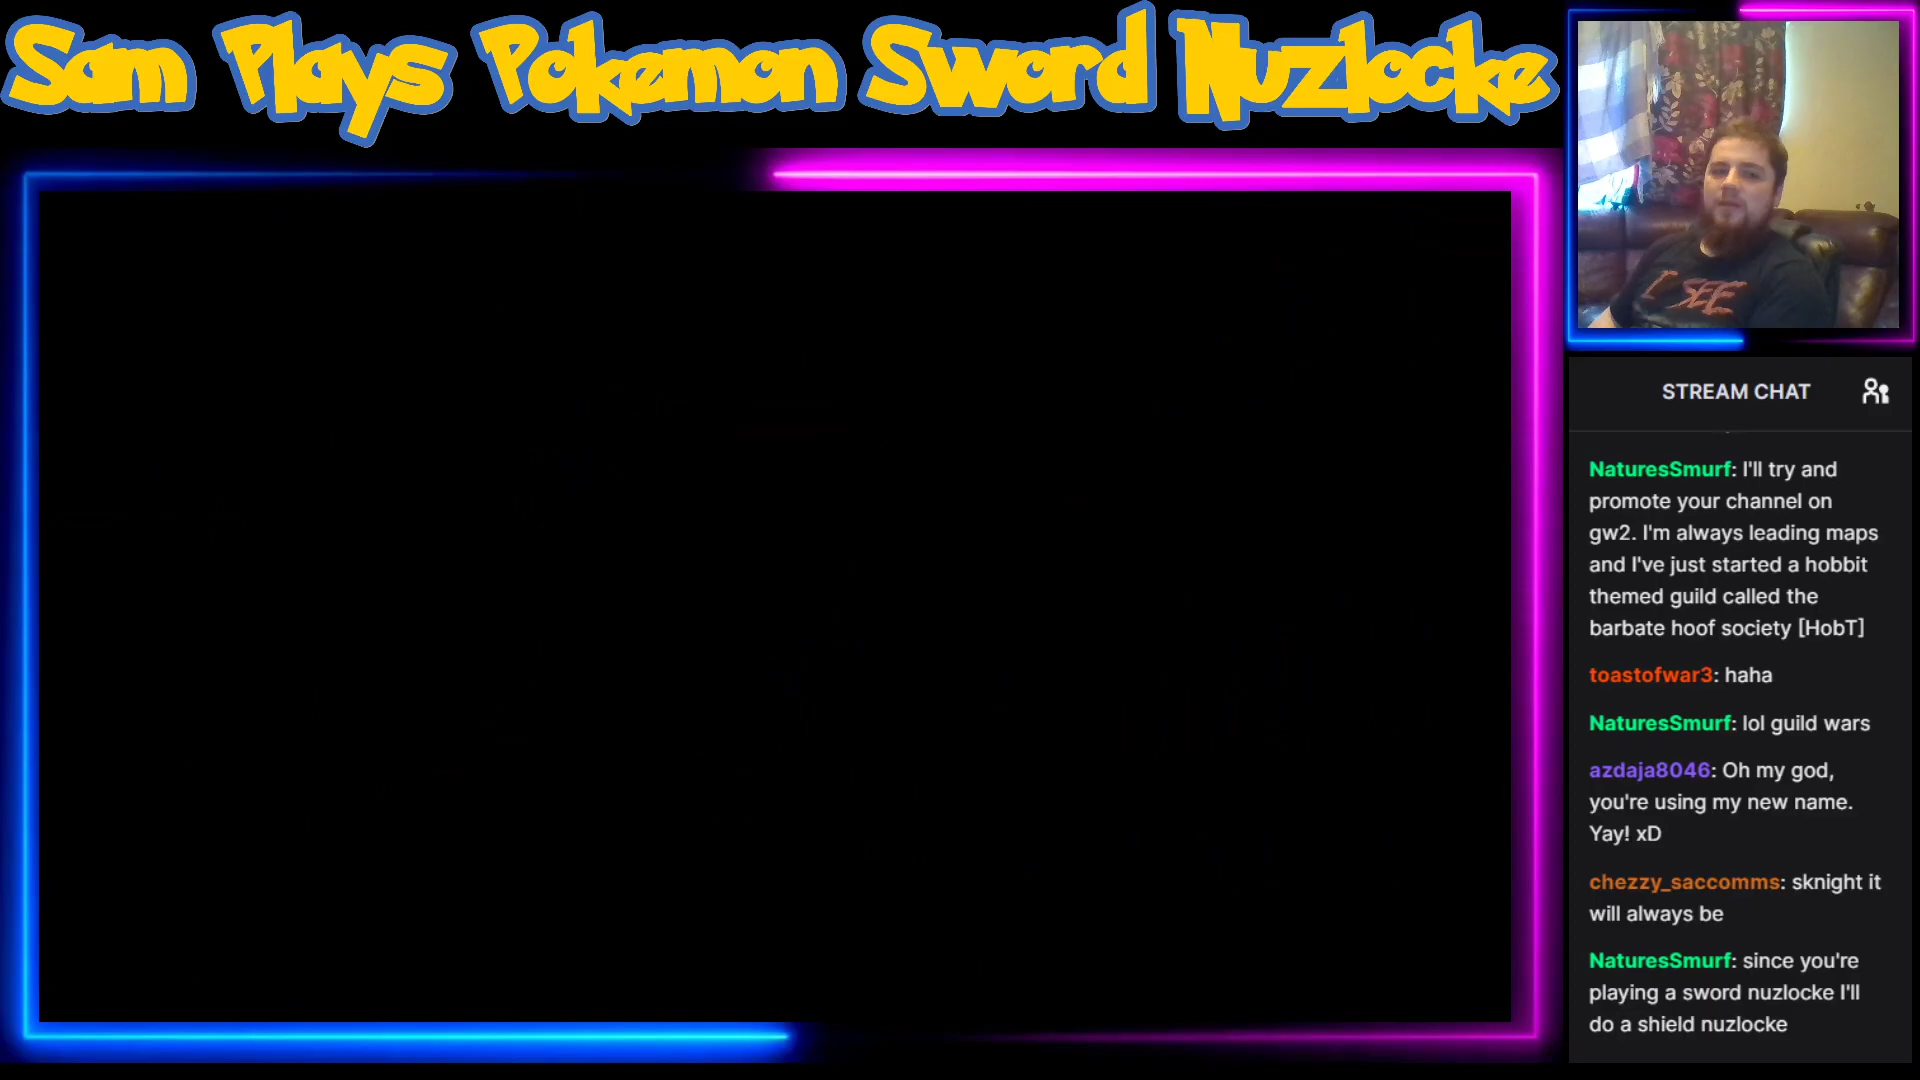 Sam Plays Pokemon Sword Nuzlocke
I SEE
STREAM CHAT
NaturesSmurf: I'll try and
promote your channel on
gw2. I'm always leading maps
and I've just started a hobbit
themed guild called the
barbate hoof society [HobT]
toastofwar3: haha
NaturesSmurf: lol guild wars
azdaja8046: Oh my god,
you're using my new name.
Yay! xD
chezzy_saccomms: sknight it
will always be
NaturesSmurf: since you're
playing a sword nuzlocke I'll
do a shield nuzlocke